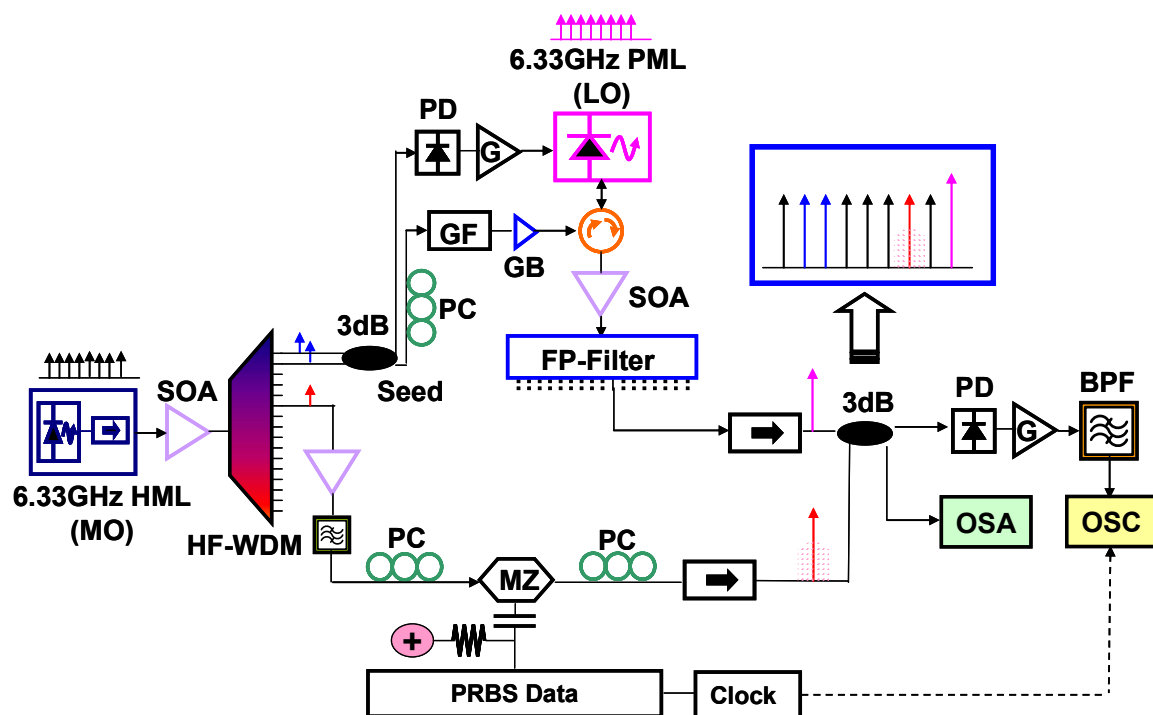 6.33GHz PML
(LO)
PD
G
GF
GB
PC
SOA
3dB
Seed
FP-Filter
SOA
6.33GHz HML
(MO)
HF-WDM
3dB
PD
G
BPF
OSA
OSC
PC
MZ
PC
+
PRBS Data
Clock